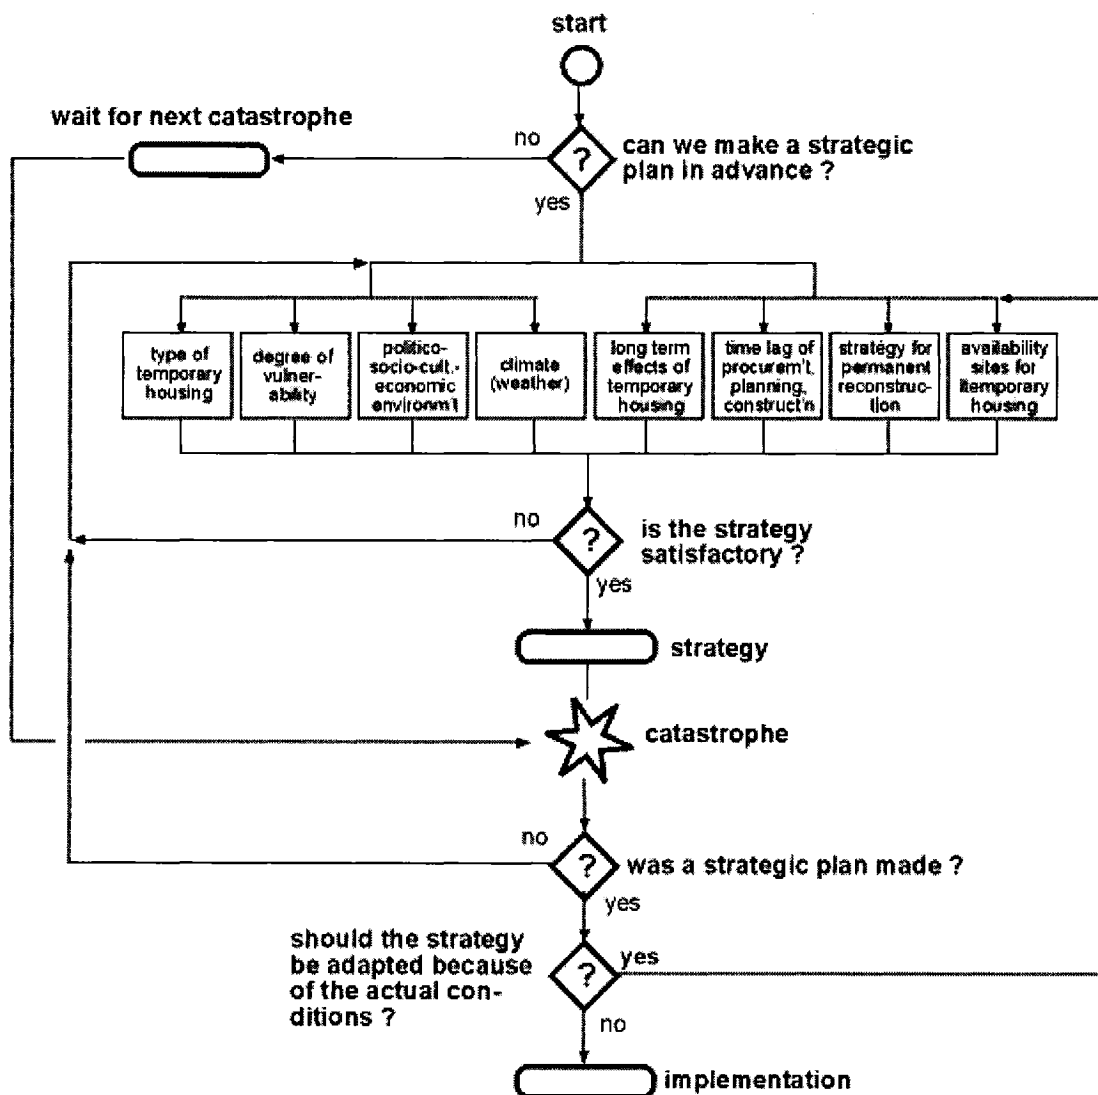 start
wait for next catastrophe
no
?
can we make a strategic
plan in advance ?
yes
type of
temporary
housing
degree of
vulner-
ability
politico-
socio-cult.-
economic
environm't
climate
(weather)
long term
effects of
temporary
housing
time lag of
procurem't,
planning,
construct'n
strategy for
permanent
reconstruc-
tion
availability
sites for
temporary
housing
no
?
is the strategy
satisfactory ?
yes
strategy
catastrophe
no
?
was a strategic plan made ?
yes
should the strategy
be adapted because
of the actual con-
ditions ?
?
yes
no
implementation